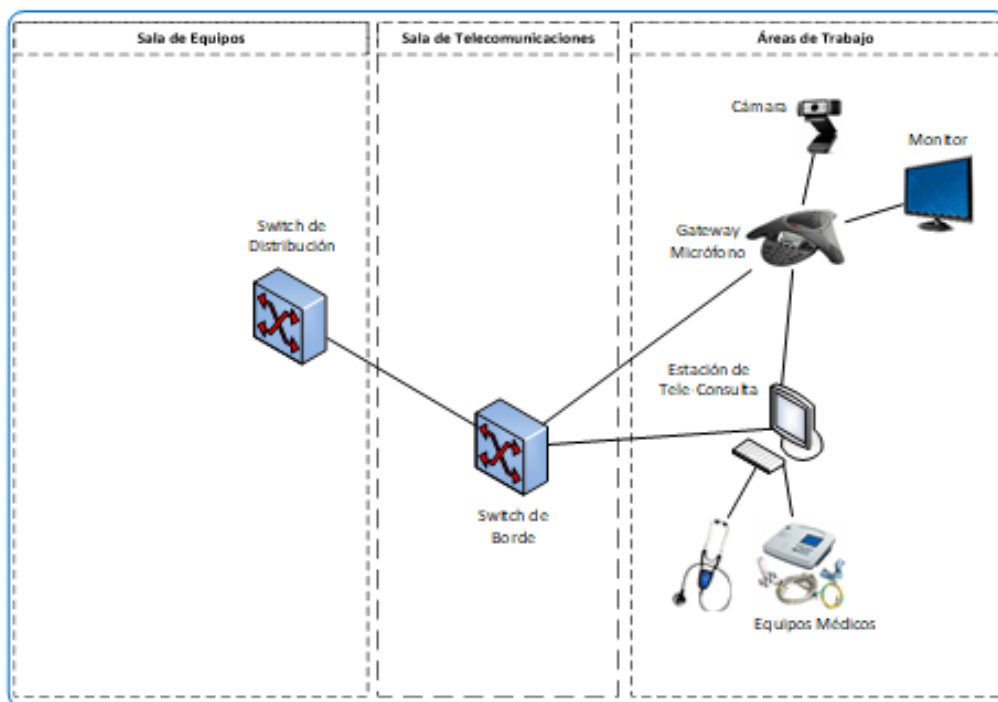 Sala de Equipos
Sala de Telecomunicaciones
Áreas de Trabajo
Cámara
Monitor
Switch de
Distribución
Gateway
Micrófono
Estación de
Tele-Consulta
Switch de
Borde
Equipos Médicos